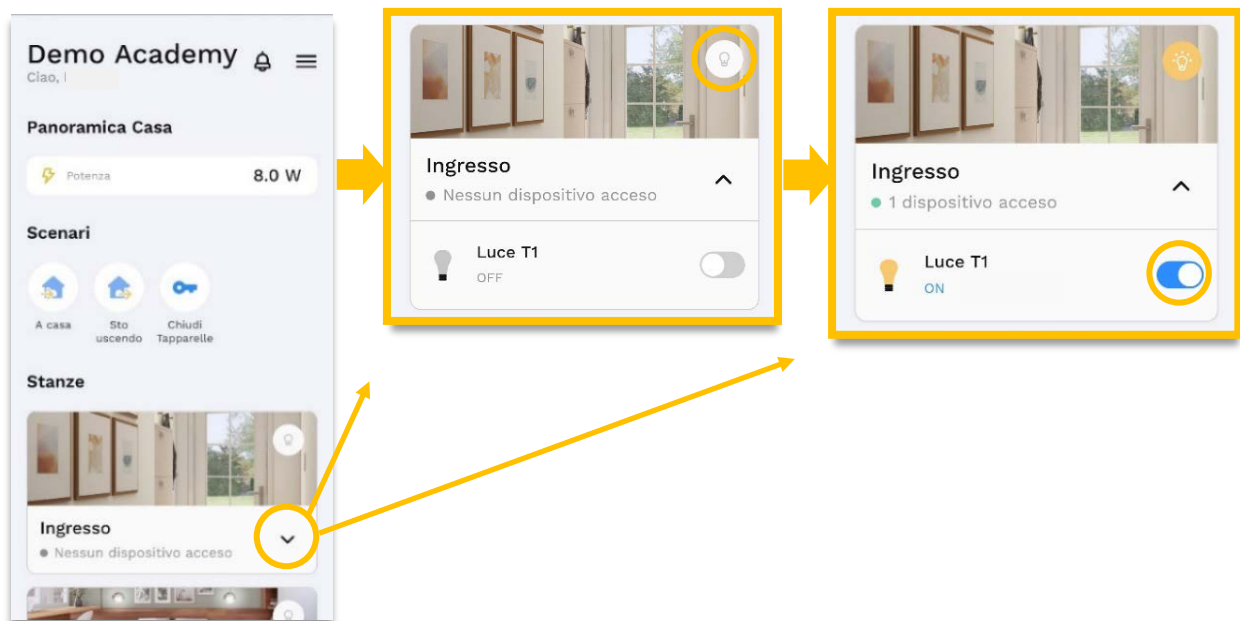 Demo Academy
Ciao,
Panoramica Casa
Potenza 8.0 W
Scenari
A casa
Sto
uscendo
Chiudi
Tapparelle
Stanze
Ingresso
Nessun dispositivo acceso
Ingresso
Nessun dispositivo acceso
Luce T1
OFF
Ingresso
1 dispositivo acceso
Luce T1
ON